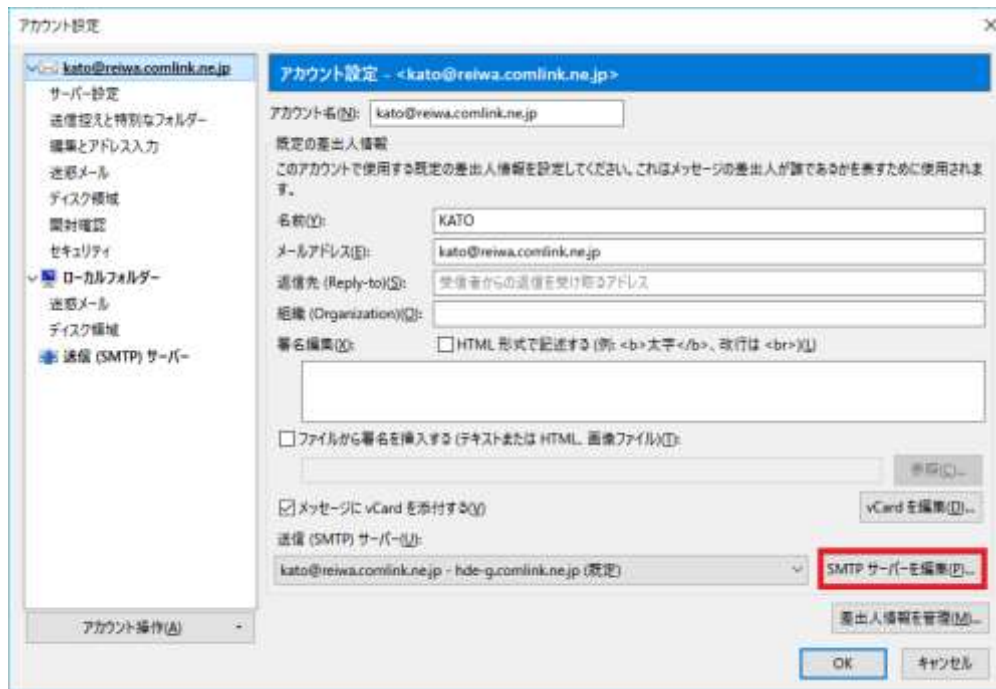 アカウント設定
kato@reiwa.comlink.ne.jp
サーバー設定
送信控えと特別なフォルダー
編集とアドレス入力
迷惑メール
ディスク領域
開封確認
セキュリティ
ローカルフォルダー
迷惑メール
ディスク領域
送信 (SMTP) サーバー
アカウント操作(A)
アカウント設定 - <kato@reiwa.comlink.ne.jp>
アカウント名(N): kato@reiwa.comlink.ne.jp
既定の差出人情報
このアカウントで使用する既定の差出人情報を設定してください。これはメッセージの差出人が誰であるかを表すために使用されま
す。
名前(Y): KATO
メールアドレス(E): kato@reiwa.comlink.ne.jp
返信先 (Reply-to)(S): 受信者からの返信を受け取るアドレス
組織 (Organization)(O):
署名編集(X): HTML 形式で記述する (例: <b>太字</b>、改行は <br>)(L)
ファイルから署名を挿入する (テキストまたは HTML、画像ファイル)(T):
参照(C)...
メッセージに vCard を添付する(V) vCard を編集(D)...
送信 (SMTP) サーバー(U):
kato@reiwa.comlink.ne.jp - hde-g.comlink.ne.jp (既定) SMTP サーバーを編集(P)...
差出人情報を管理(M)...
OK キャンセル